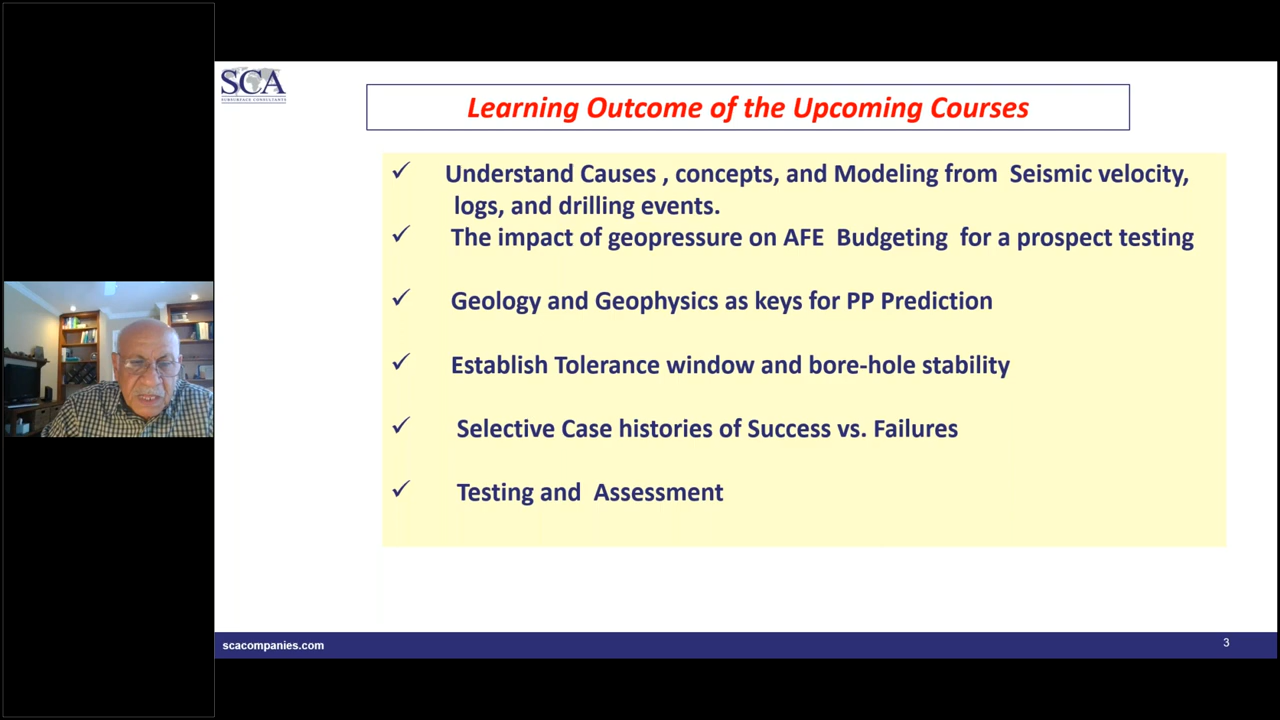 SCA
SUBSURFACE CONSULTANTS
Learning Outcome of the Upcoming Courses
✓ Understand Causes , concepts, and Modeling from Seismic velocity,
logs, and drilling events.
✓ The impact of geopressure on AFE Budgeting for a prospect testing
✓ Geology and Geophysics as keys for PP Prediction
✓ Establish Tolerance window and bore-hole stability
✓ Selective Case histories of Success vs. Failures
✓ Testing and Assessment
scacompanies.com
3